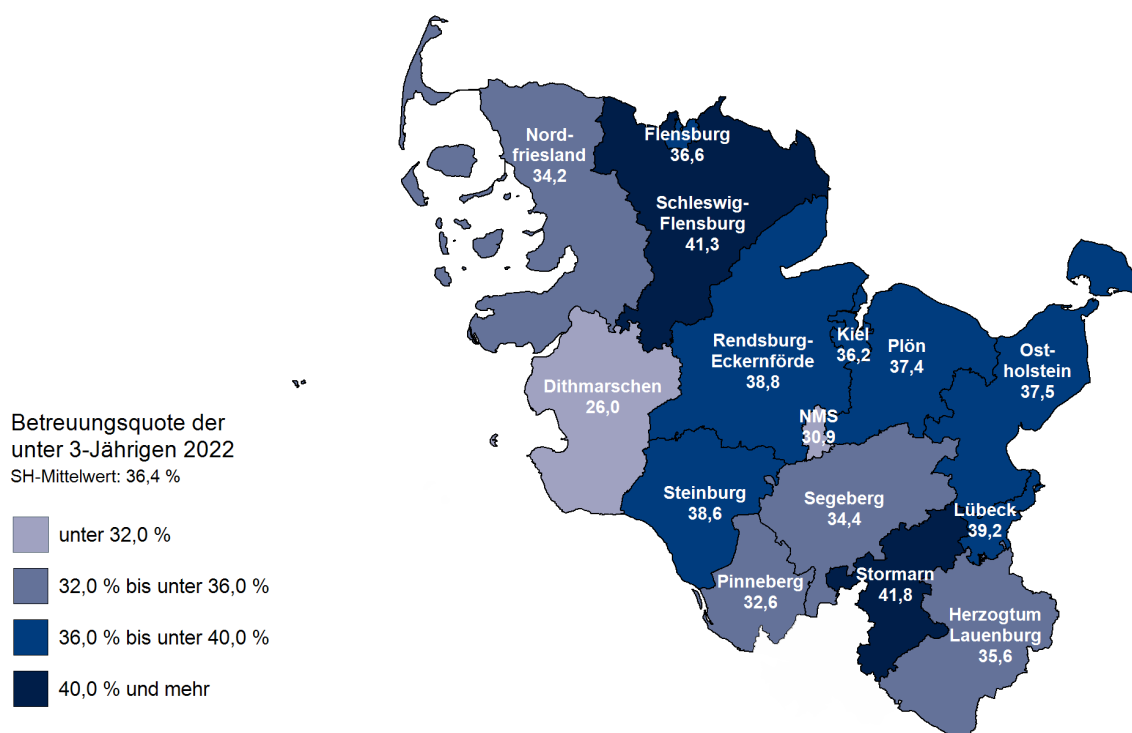 Nord-
friesland
34,2
Flensburg
36,6
Schleswig-
Flensburg
41,3
Rendsburg-
Eckernförde
38,8
Kiel
36,2
Plön
37,4
Ost-
holstein
37,5
Dithmarschen
26,0
NMS
30,9
Steinburg
38,6
Segeberg
34,4
Lübeck
39,2
Pinneberg
32,6
Stormarn
41,8
Herzogtum
Lauenburg
35,6
Betreuungsquote der
unter 3-Jährigen 2022
SH-Mittelwert: 36,4 %
unter 32,0 %
32,0 % bis unter 36,0 %
36,0 % bis unter 40,0 %
40,0 % und mehr